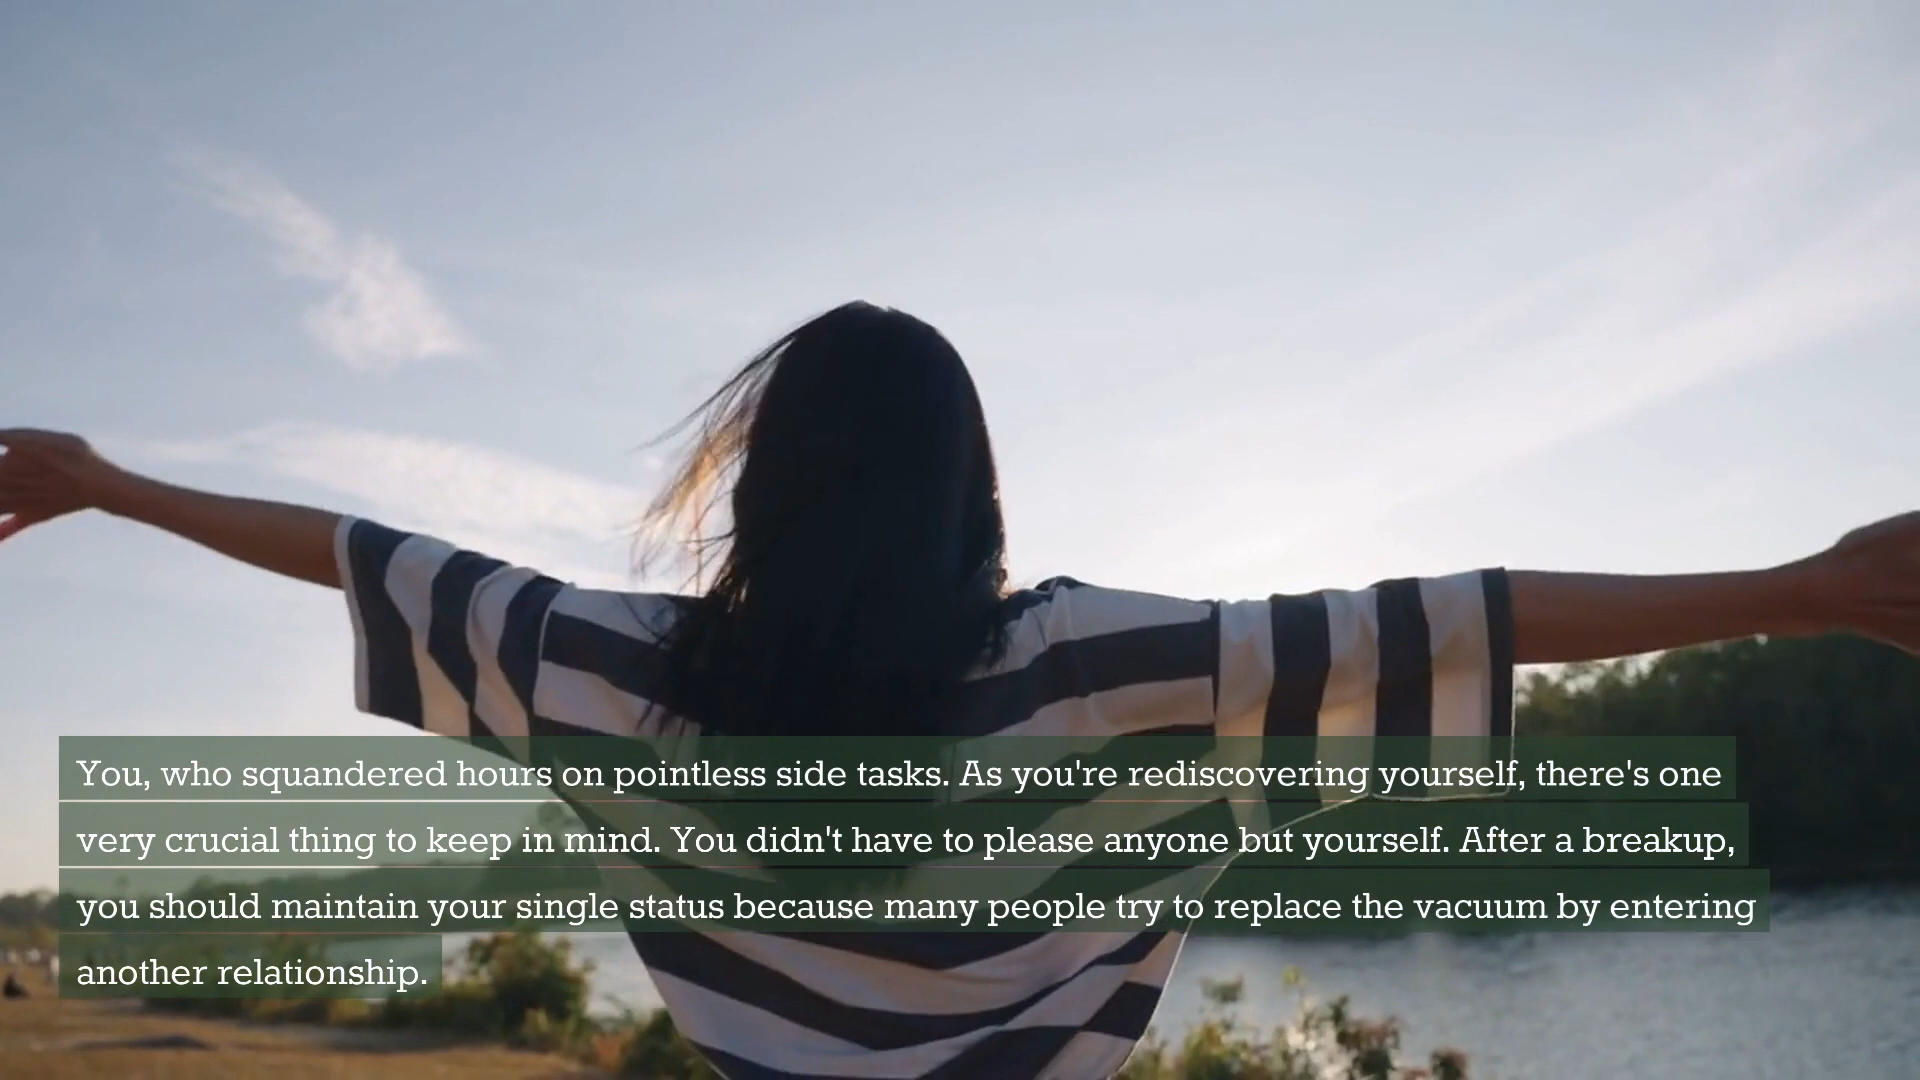 You, who squandered hours on pointless side tasks. As you're rediscovering yourself, there's one
very crucial thing to keep in mind. You didn't have to please anyone but yourself. After a breakup,
you should maintain your single status because many people try to replace the vacuum by entering
another relationship.